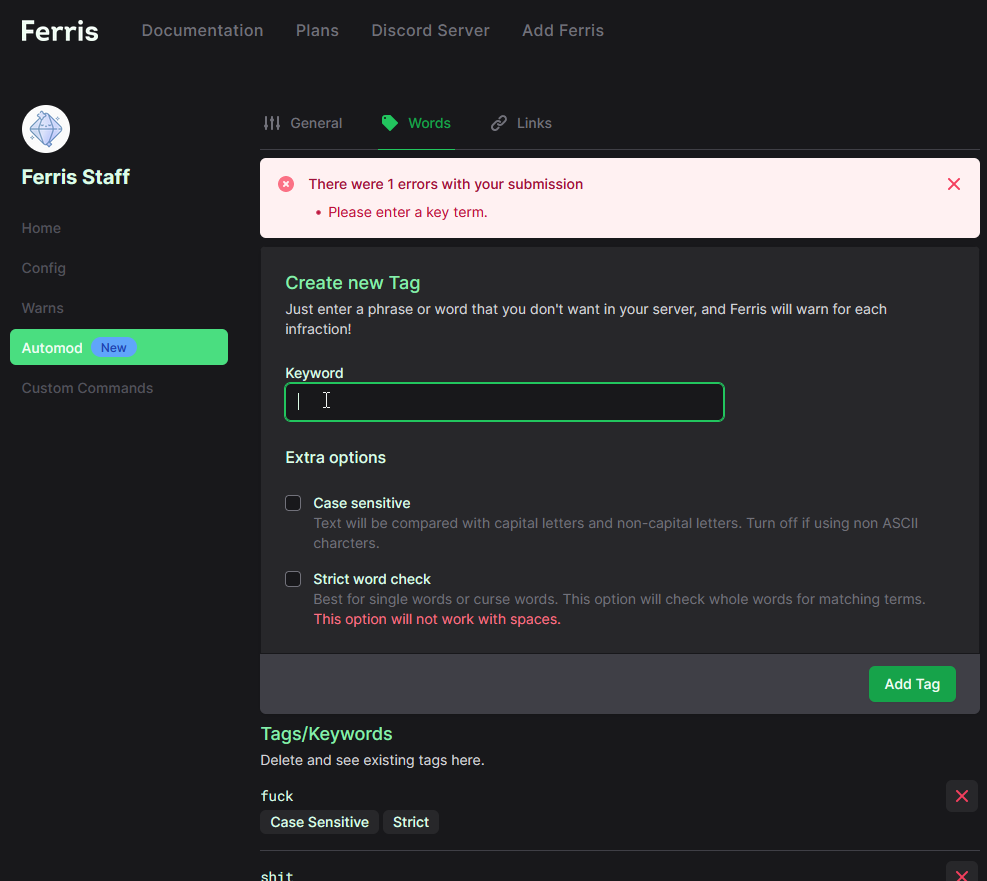 Ferris Documentation Plans Discord Server Add Ferris
General Words Links
There were 1 errors with your submission
• Please enter a key term.
Ferris Staff
Home
Config
Warns
Automod New
Custom Commands
Create new Tag
Just enter a phrase or word that you don't want in your server, and Ferris will warn for each
infraction!
Keyword
Extra options
Case sensitive
Text will be compared with capital letters and non-capital letters. Turn off if using non ASCII
charcters.
Strict word check
Best for single words or curse words. This option will check whole words for matching terms.
This option will not work with spaces.
Add Tag
Tags/Keywords
Delete and see existing tags here.
fuck
Case Sensitive Strict
shit